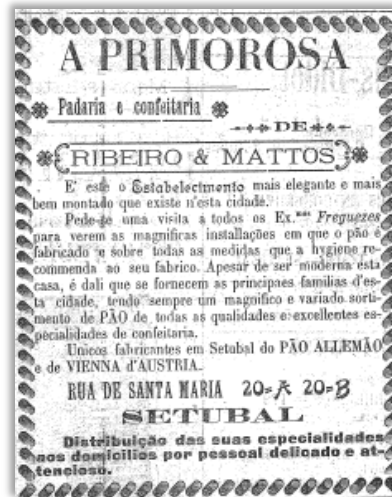 A PRIMOROSA
Padaria e confeitaria
DE
RIBEIRO & MATTOS
E' este o Estabelecimento mais elegante e mais
bem montado que existe n'esta cidade.
Pede-se uma visita a todos os Ex.mos Freguezes
para verem as magnificas installações em que o pão é
fabricado e sobre todas as medidas que a hygiene re-
commenda ao seu fabrico. Apesar de ser moderna esta
casa, é dali que se fornecem as principaes familias d'es-
ta cidade, tendo sempre um magnifico e variado sorti-
mento de PÃO de todas as qualidades e excellentes es-
pecialidades de confeitaria.
Unicos fabricantes em Setubal do PÃO ALLEMÃO
e de VIENNA d'AUSTRIA.
RUA DE SANTA MARIA 20=A 20=B
SETUBAL
Distribuição das suas especialidades
nos domicilios por pessoal delicado e at-
tencioso.